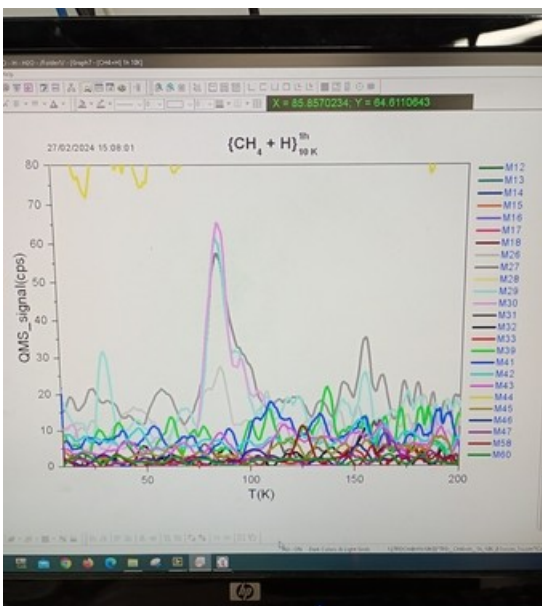 X = 85.8570234; Y = 64.6110643
27/02/2024 15:08:01
{CH4 + H} 1h 10 K
QMS_signal(cps)
80
70
60
50
40
30
20
10
0
50
100
150
200
T(K)
M12
M13
M14
M15
M16
M17
M18
M26
M27
M28
M29
M30
M31
M32
M33
M39
M41
M42
M43
M44
M45
M46
M47
M58
M60
hp